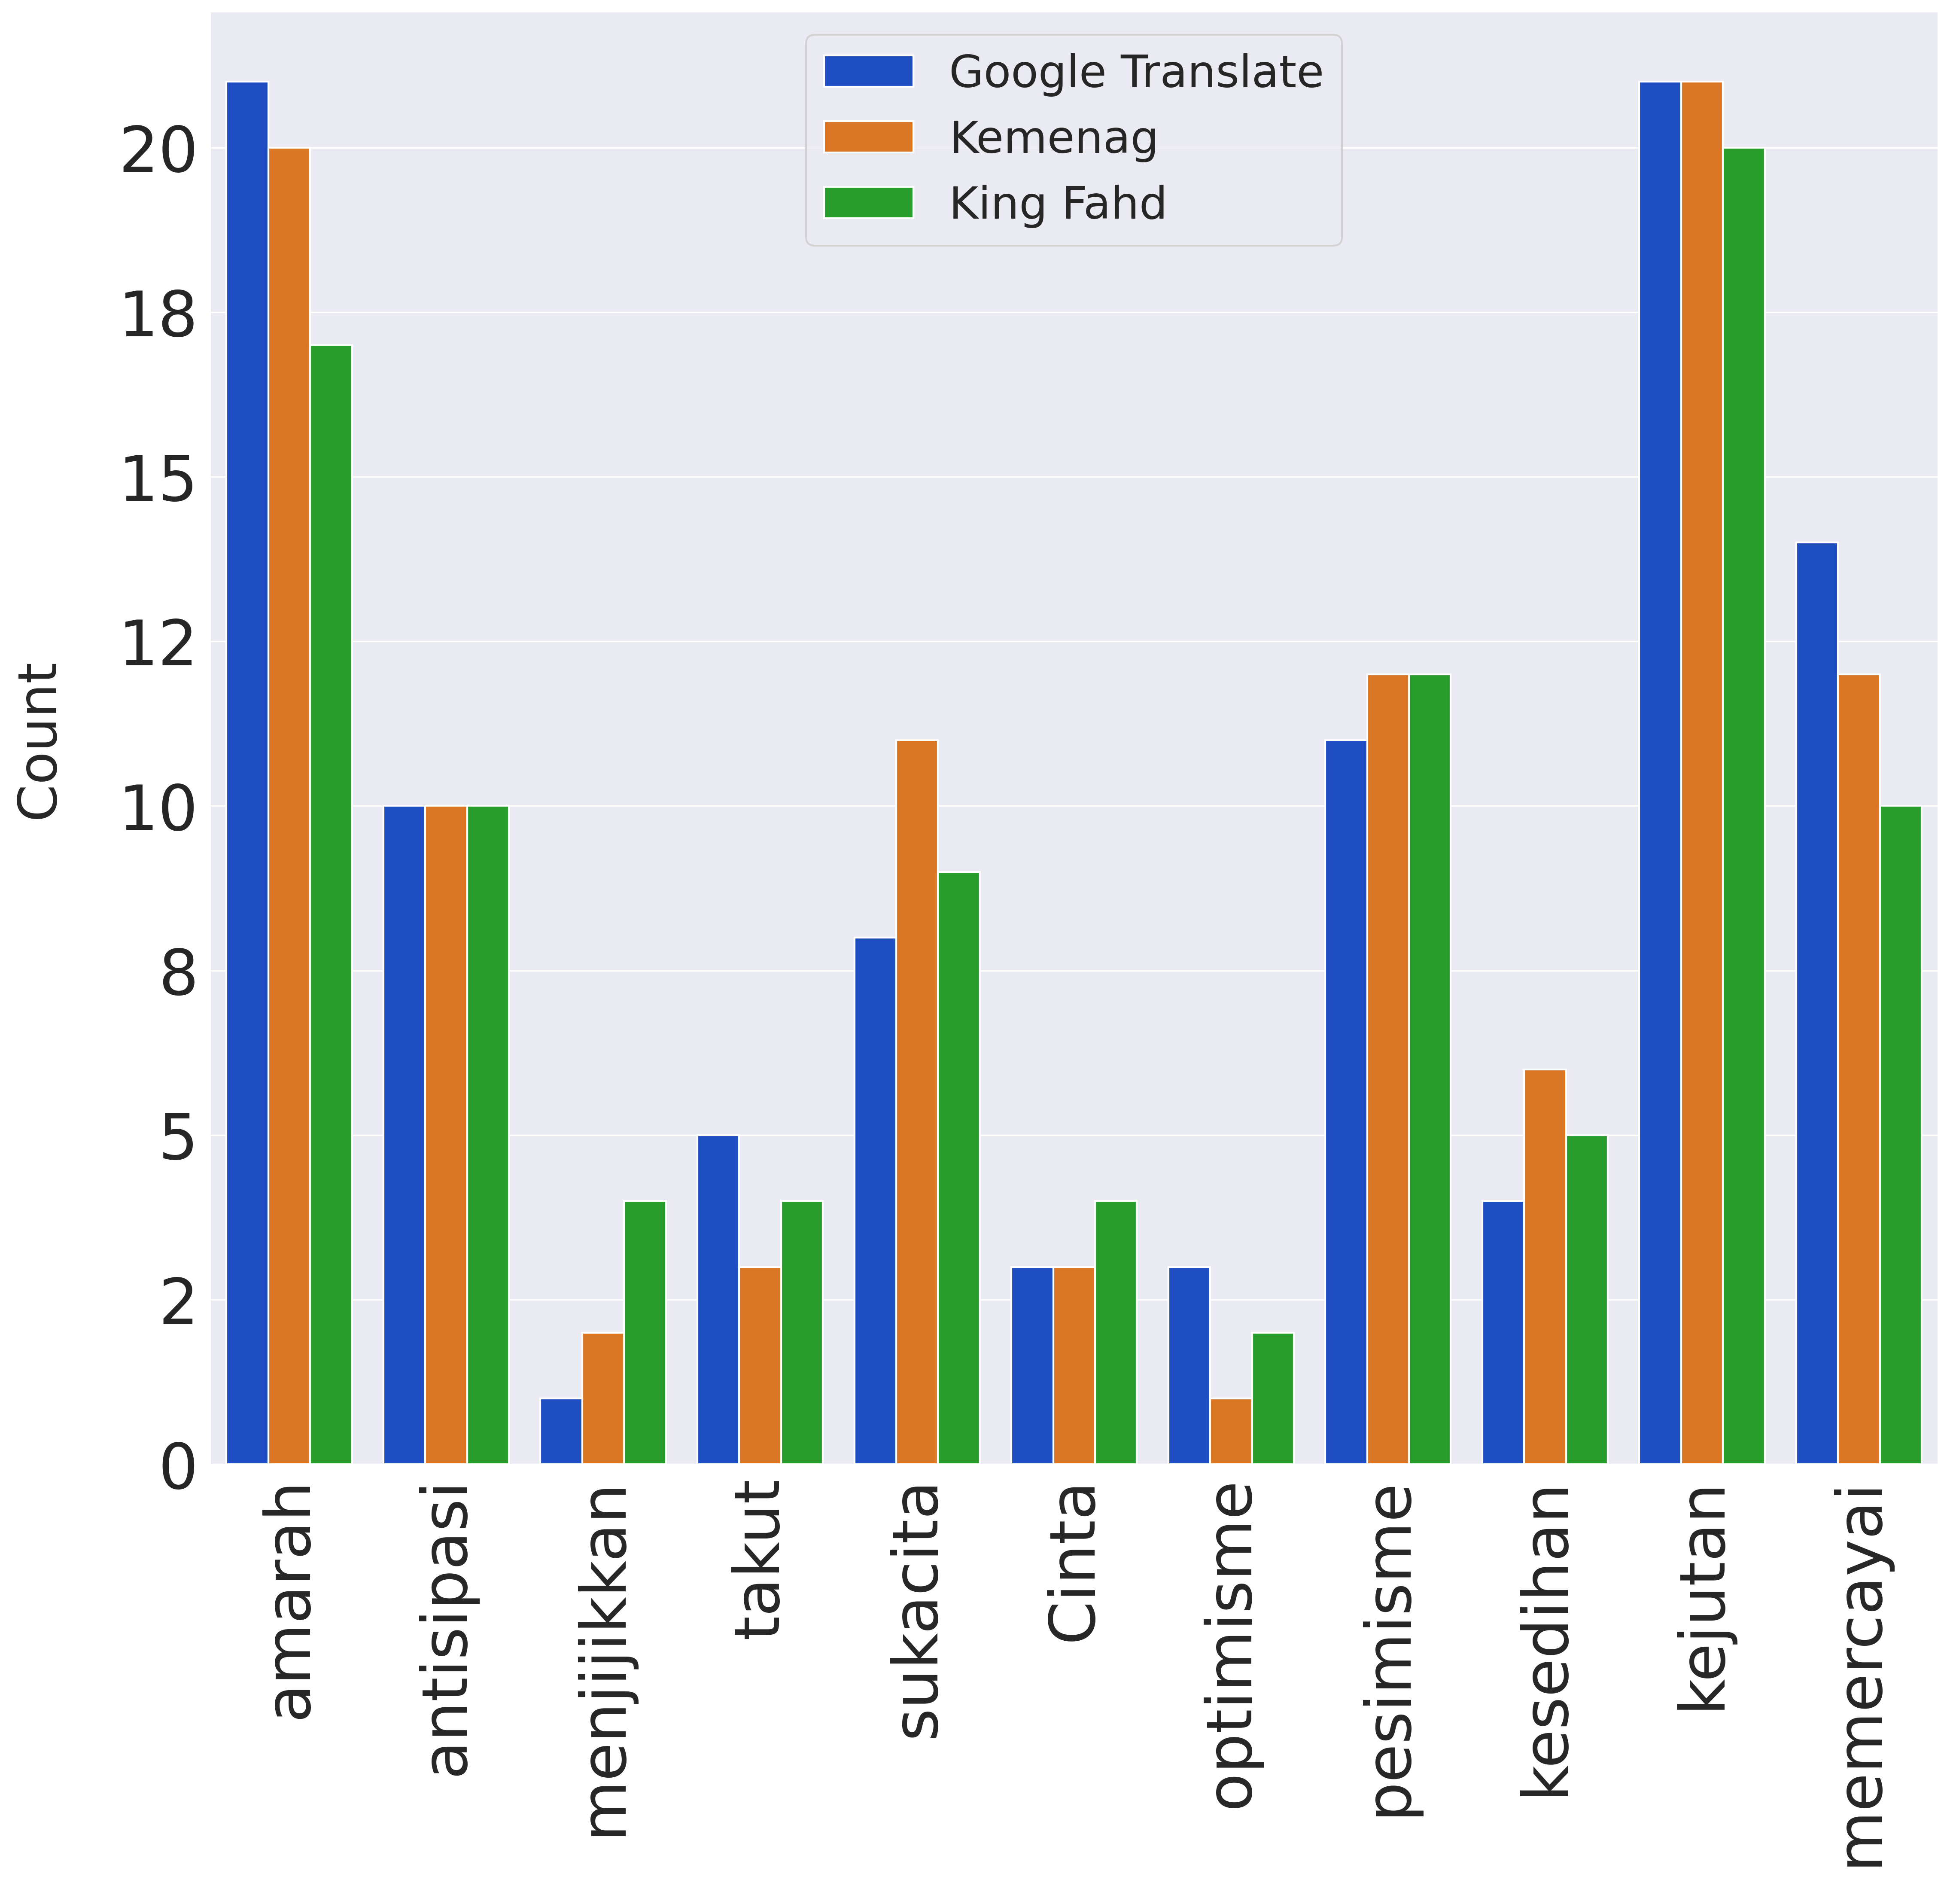 Google Translate
Kemenag
King Fahd
Count
20
18
15
12
10
8
5
2
0
amarah
antisipasi
menjijikkan
takut
sukacita
Cinta
optimisme
pesimisme
kesedihan
kejutan
memercayai